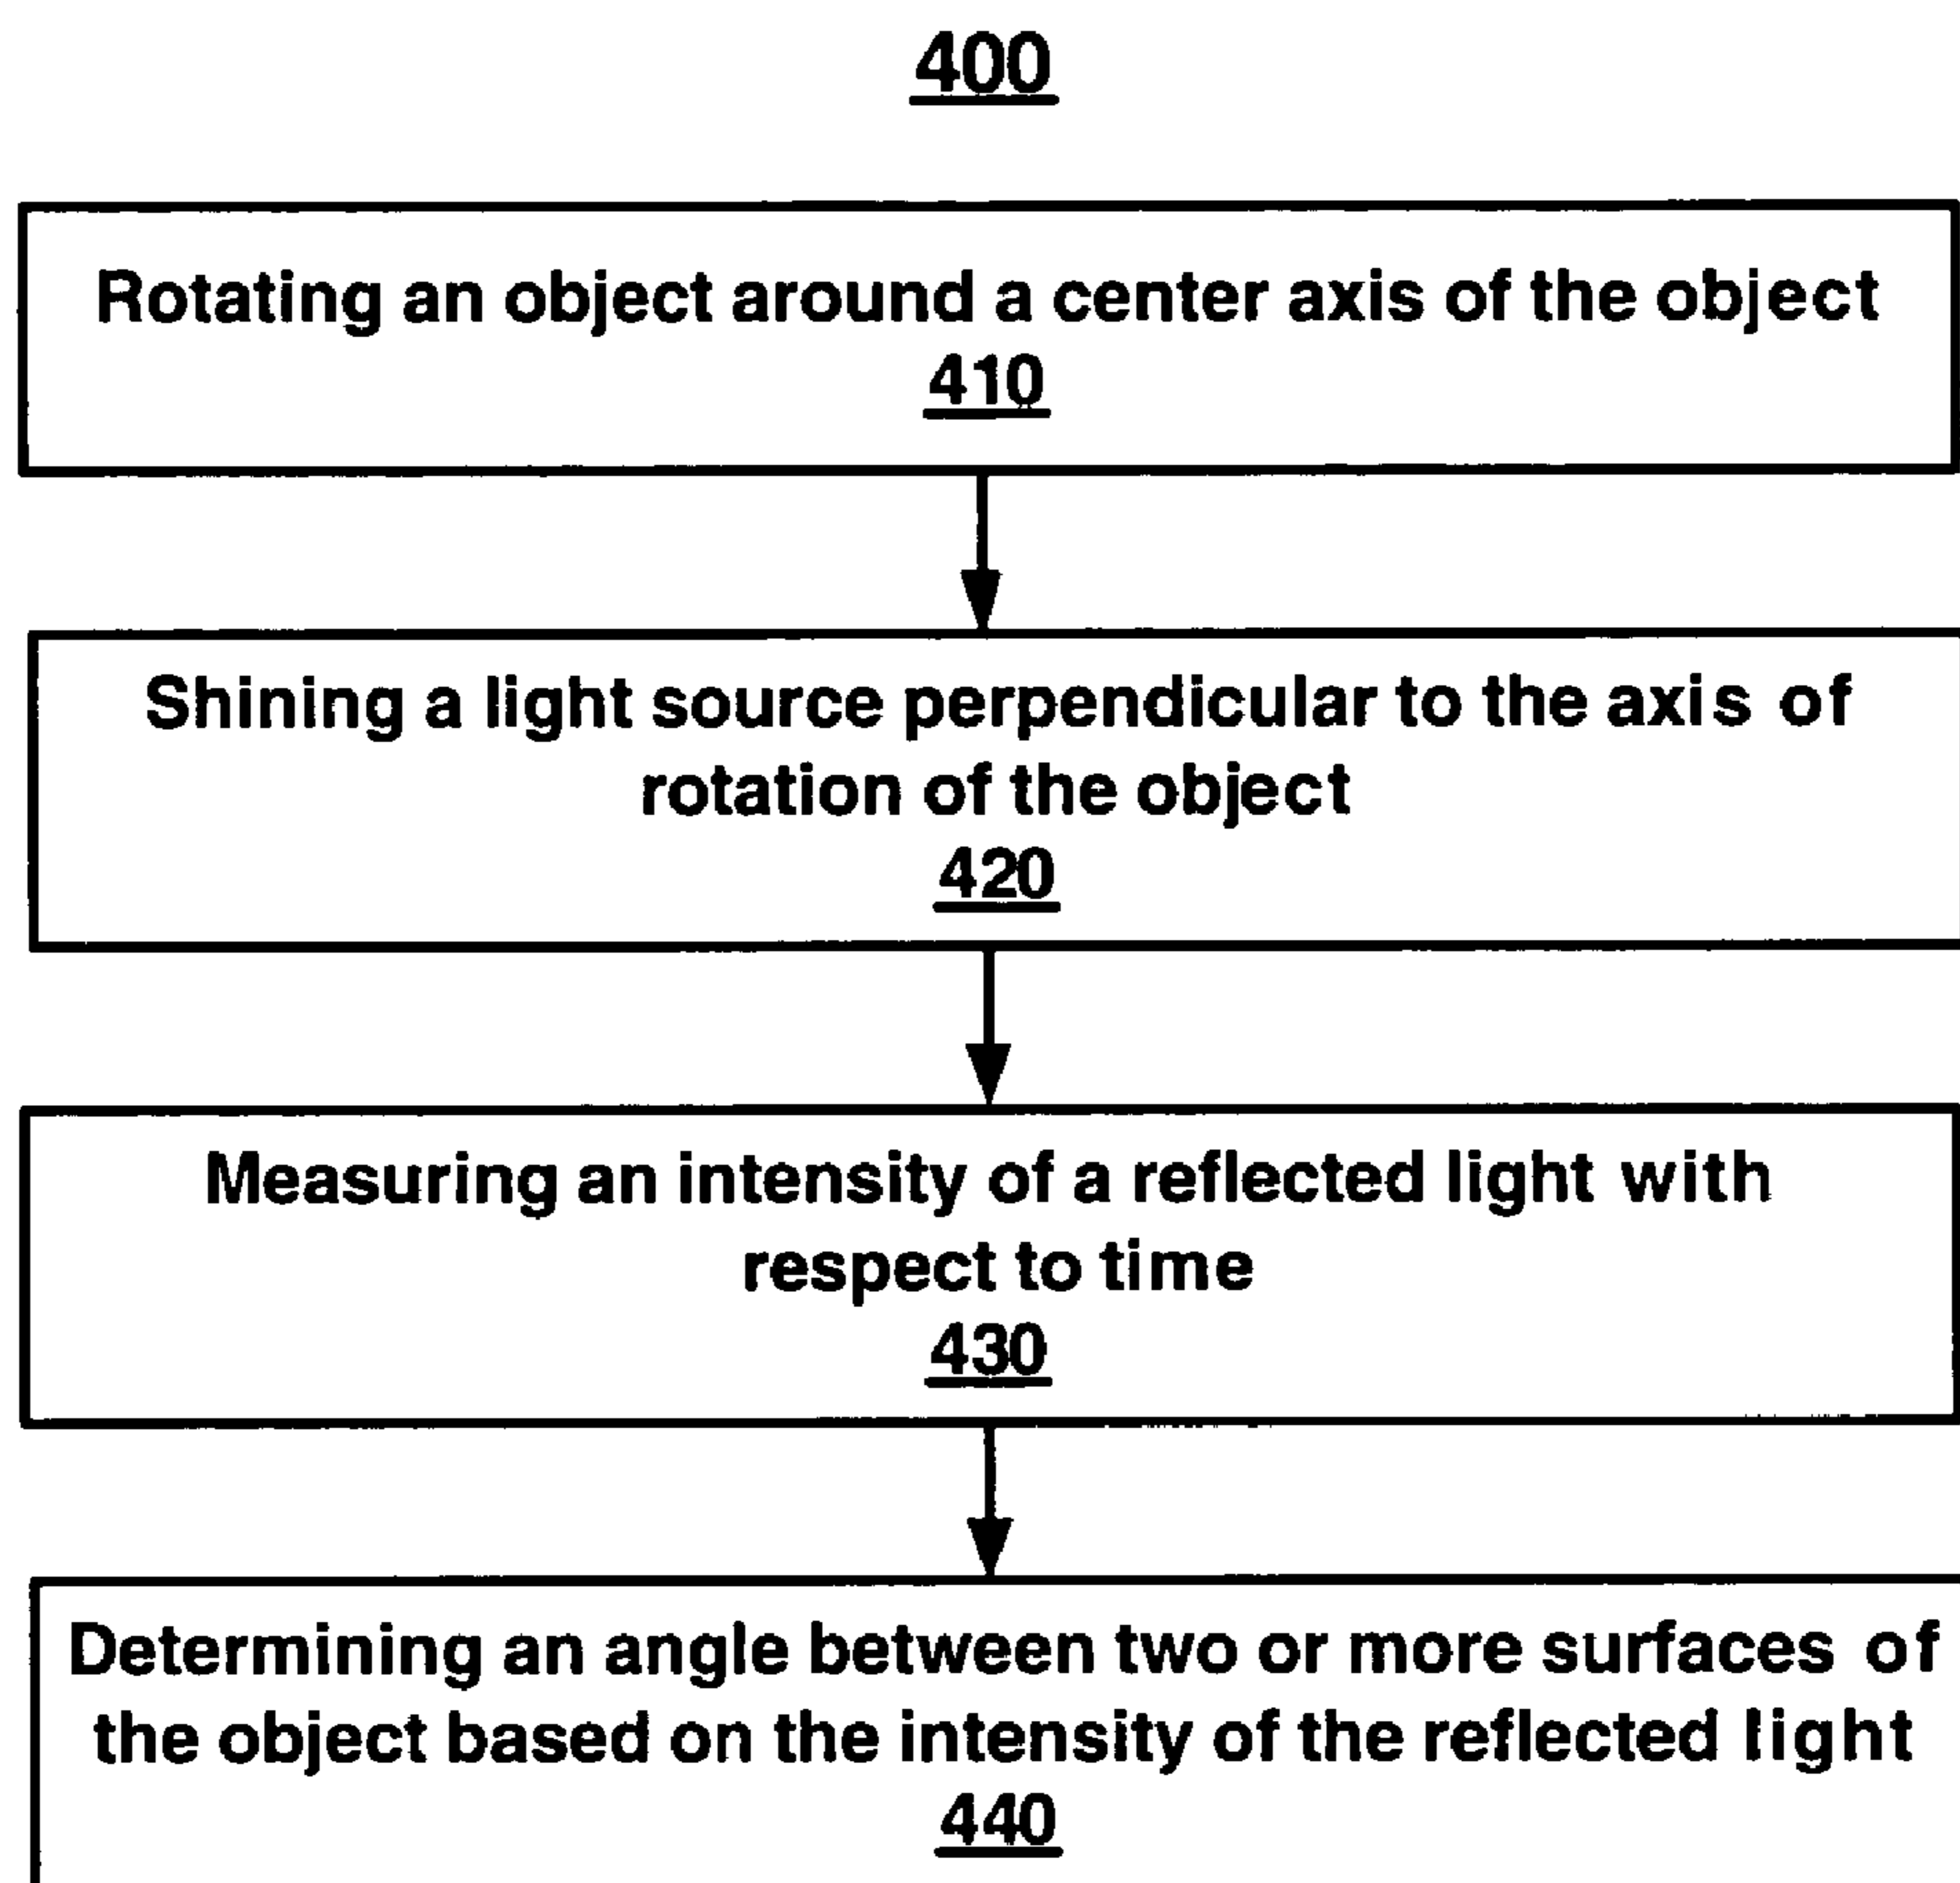 400
Rotating an object around a center axis of the object
410
Shining a light source perpendicular to the axis of
rotation of the object
420
Measuring an intensity of a reflected light with
respect to time
430
Determining an angle between two or more surfaces of
the object based on the intensity of the reflected light
440